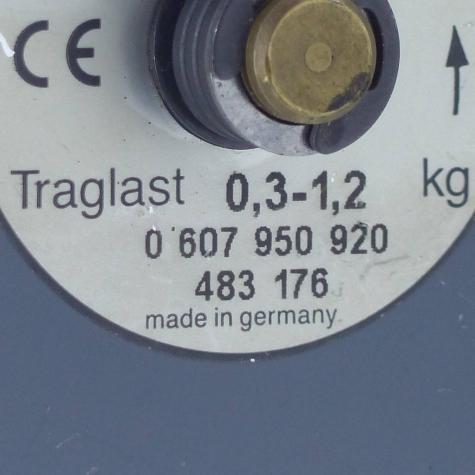 CE
Traglast 0,3-1,2 kg
0 607 950 920
483 176
made in germany